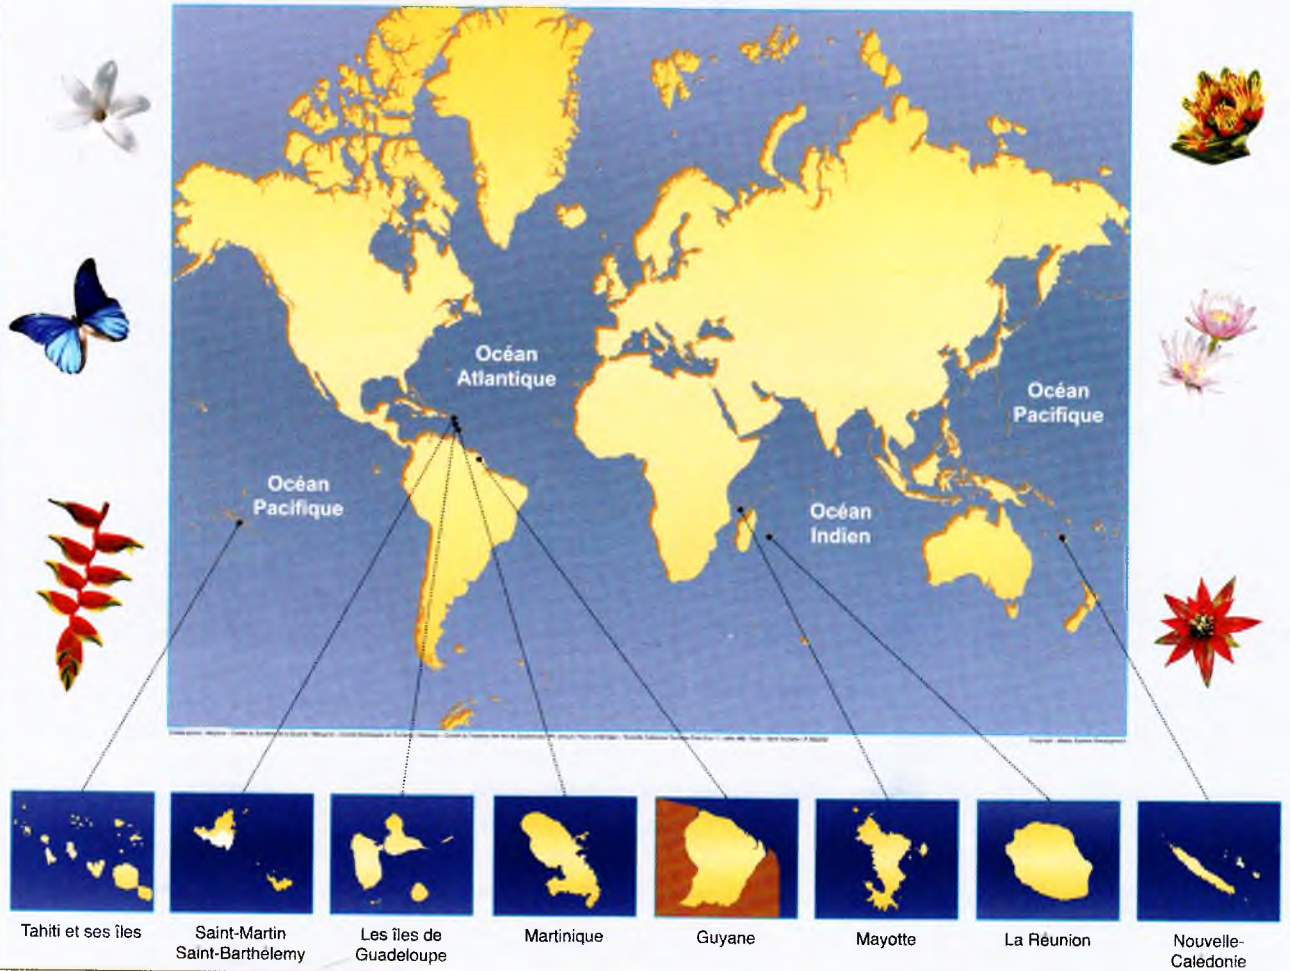 Océan
Atlantique
Océan
Pacifique
Océan
Pacifique
Océan
Indien
Tahiti et ses îles
Saint-Martin
Saint-Barthélemy
Les îles de
Guadeloupe
Martinique
Guyane
Mayotte
La Réunion
Nouvelle-
Calédonie